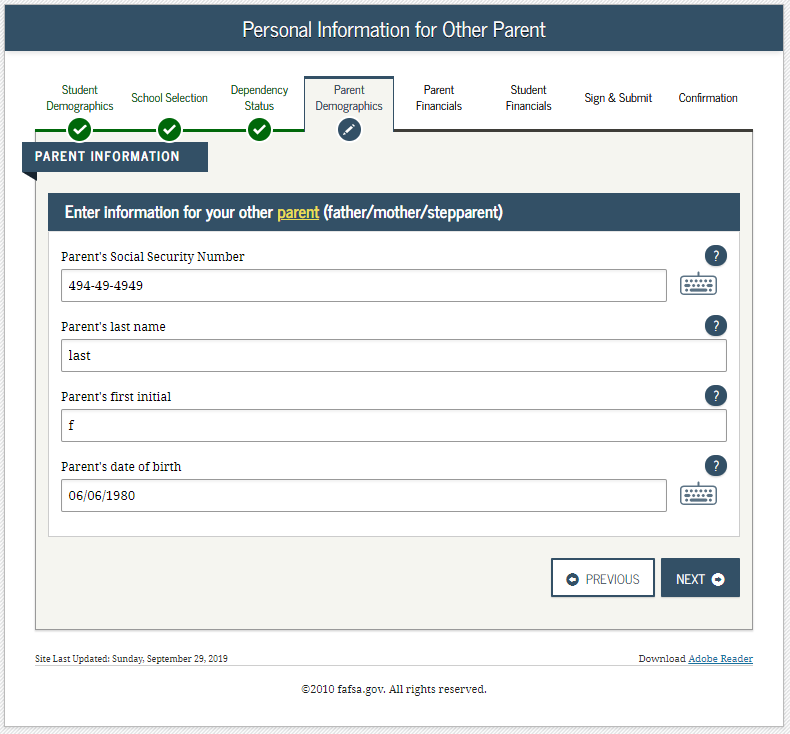 Personal Information for Other Parent
Student Demographics
School Selection
Dependency Status
Parent Demographics
Parent Financials
Student Financials
Sign & Submit
Confirmation
PARENT INFORMATION
Enter information for your other parent (father/mother/stepparent)
Parent's Social Security Number
?
494-49-4949
Parent's last name
?
last
Parent's first initial
?
f
Parent's date of birth
?
06/06/1980
PREVIOUS
NEXT
Site Last Updated: Sunday, September 29, 2019
Download Adobe Reader
©2010 fafsa.gov. All rights reserved.